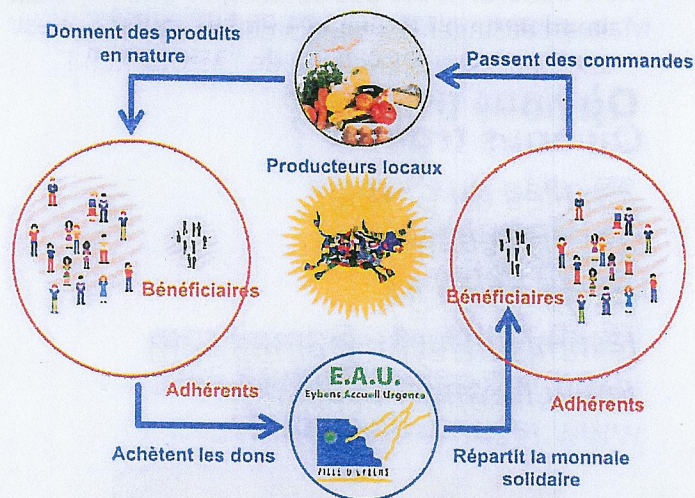 Donnent des produits
en nature
Passent des commandes
Producteurs locaux
Bénéficiaires
Bénéficiaires
Adhérents
Adhérents
E.A.U.
Eybens Accueil Urgence
VILLE D'EYBENS
Achètent les dons
Répartit la monnaie
solidaire